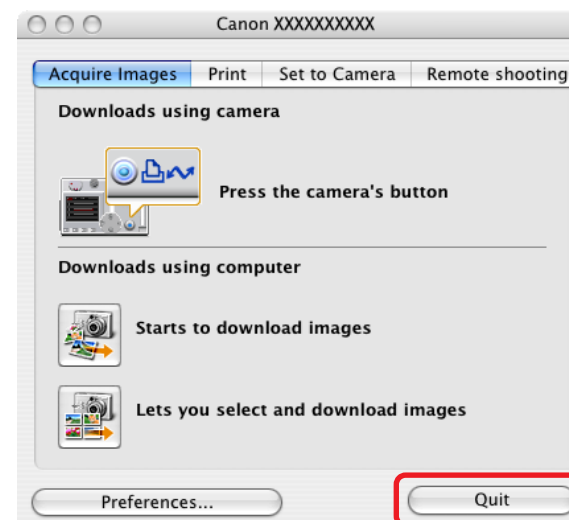 Canon XXXXXXXXXX
Acquire Images Print Set to Camera Remote shooting
Downloads using camera
Press the camera's button
Downloads using computer
Starts to download images
Lets you select and download images
Preferences... Quit